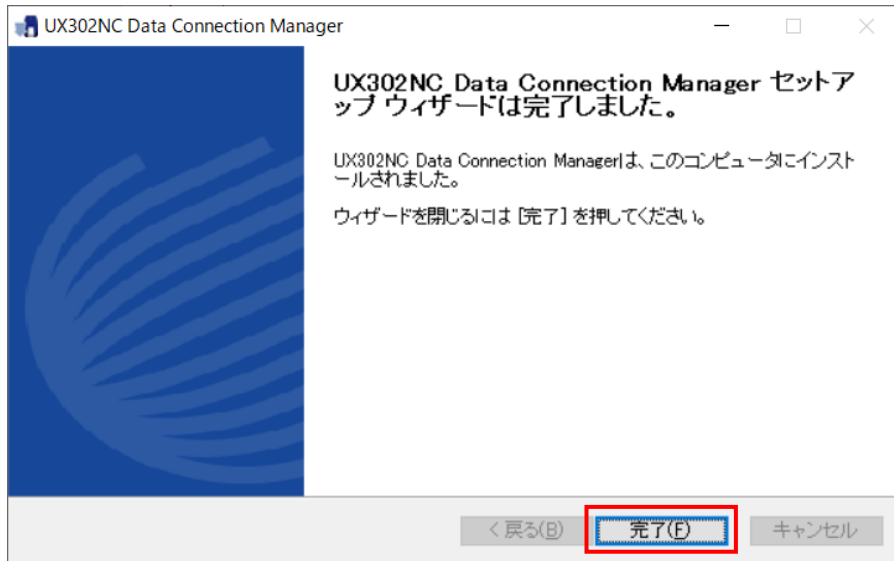 UX302NC Data Connection Manager
UX302NC Data Connection Manager セットア
ップ ウィザードは完了しました。
UX302NC Data Connection Managerは、このコンピュータにインスト
ールされました。
ウィザードを閉じるには [完了] を押してください。
< 戻る(B)
完了(F)
キャンセル